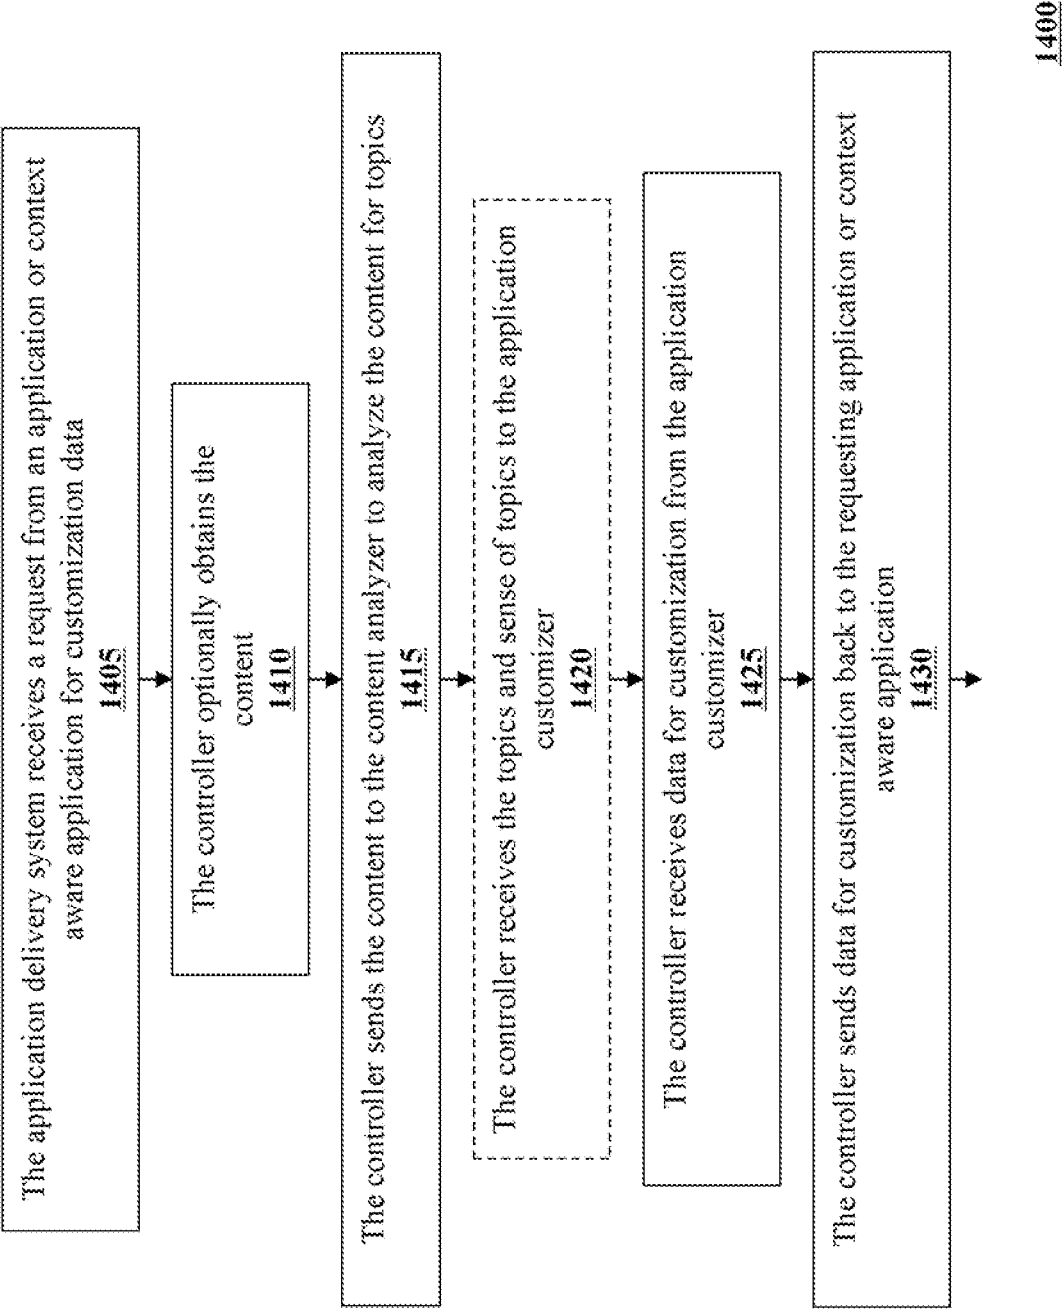 The application delivery system receives a request from an application or context
aware application for customization data
1405
The controller optionally obtains the
content
1410
The controller sends the content to the content analyzer to analyze the content for topics
1415
The controller receives the topics and sense of topics to the application
customizer
1420
The controller receives data for customization from the application
customizer
1425
The controller sends data for customization back to the requesting application or context
aware application
1430
1400